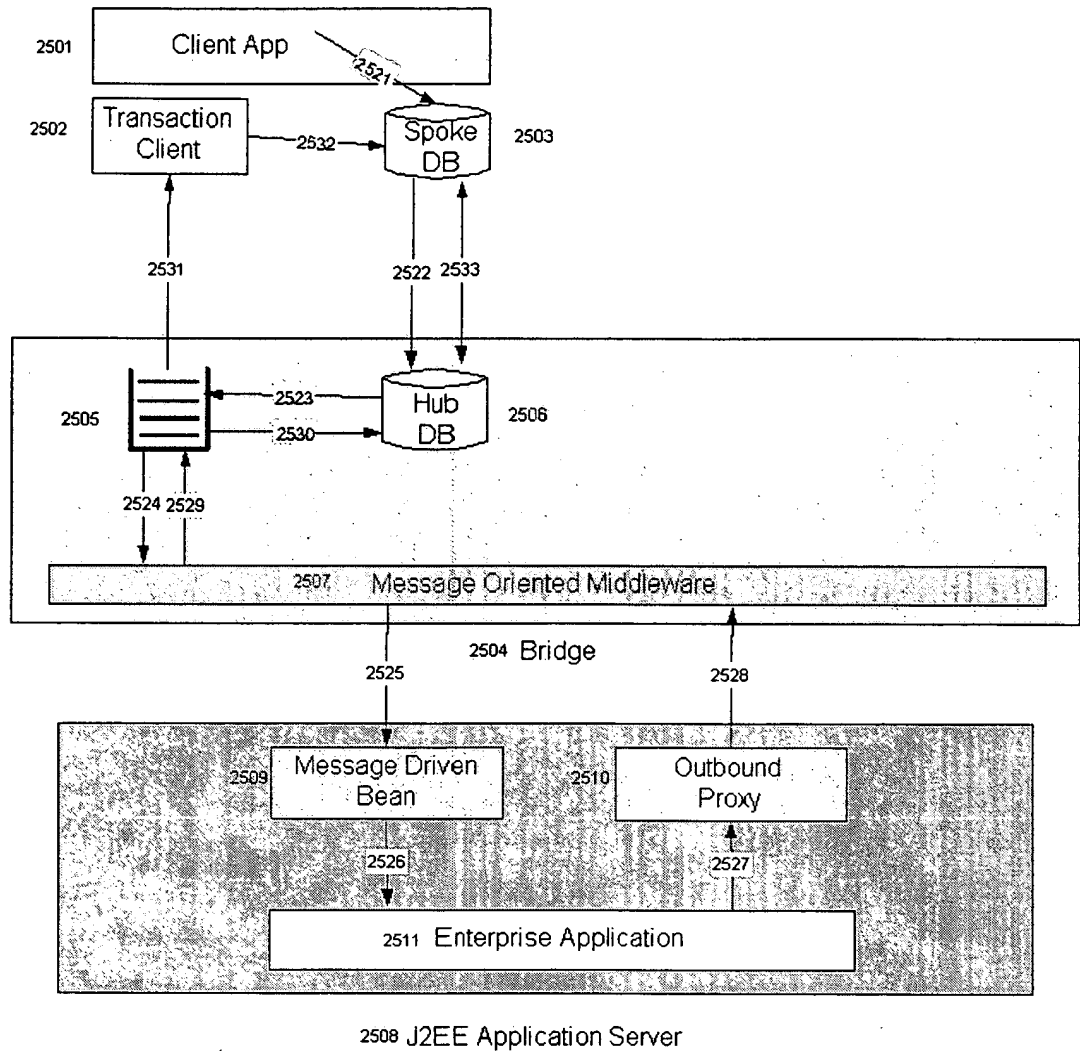 2501 Client App
2521
2502 Transaction Client
2532
Spoke DB 2503
2531
2522
2533
2505
2523
Hub DB 2506
2530
2524
2529
2507 Message Oriented Middleware
2504 Bridge
2525
2528
2509 Message Driven Bean
2510 Outbound Proxy
2526
2527
2511 Enterprise Application
2508 J2EE Application Server